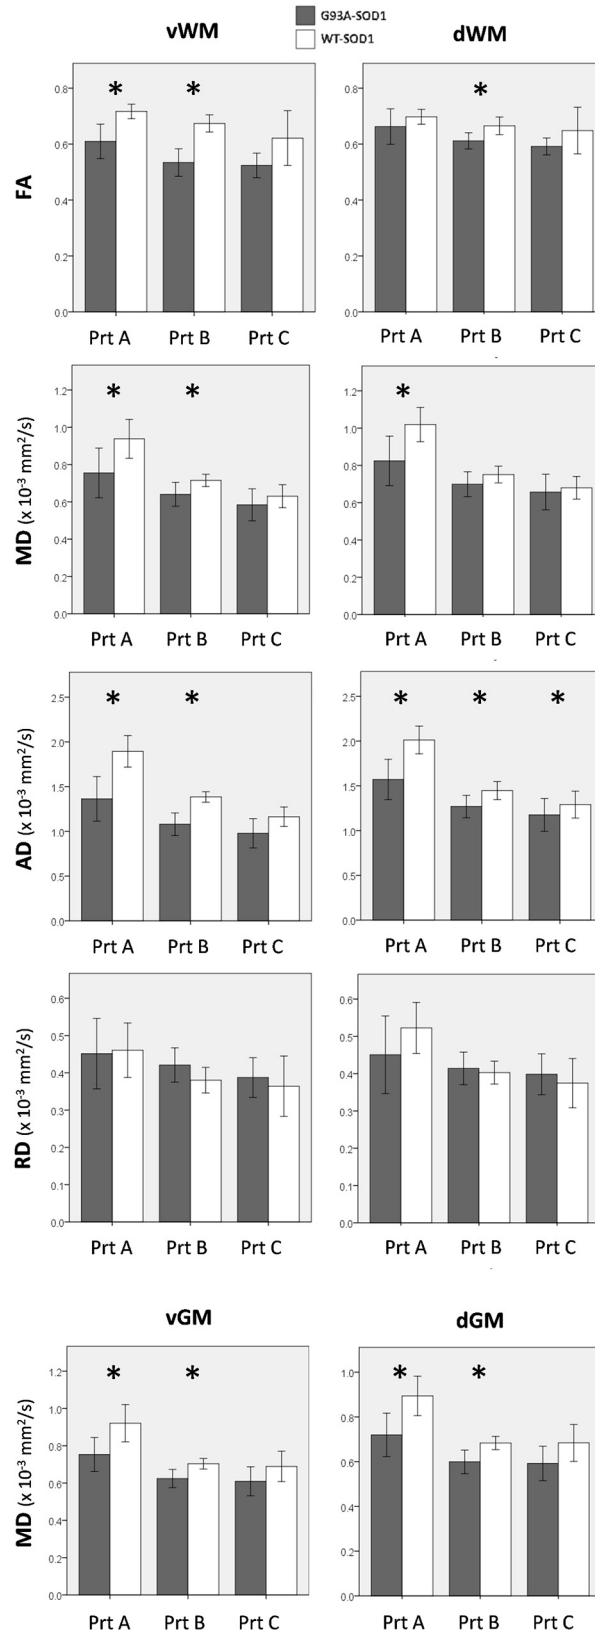 G93A-SOD1
WT-SOD1
vWM
dWM
*
*
*
0.8
0.6
0.4
0.2
0.0
FA
0.8
0.6
0.4
0.2
0.0
Prt A
Prt B
Prt C
Prt A
Prt B
Prt C
*
*
*
1.2
1.0
0.8
0.6
0.4
0.2
0.0
MD (x 10⁻³ mm²/s)
1.2
1.0
0.8
0.6
0.4
0.2
0.0
Prt A
Prt B
Prt C
Prt A
Prt B
Prt C
*
*
*
*
*
2.5
2.0
1.5
1.0
0.5
0.0
AD (x 10⁻³ mm²/s)
2.5
2.0
1.5
1.0
0.5
0.0
Prt A
Prt B
Prt C
Prt A
Prt B
Prt C
0.6
0.5
0.4
0.3
0.2
0.1
0.0
RD (x 10⁻³ mm²/s)
0.6
0.5
0.4
0.3
0.2
0.1
0.0
Prt A
Prt B
Prt C
Prt A
Prt B
Prt C
vGM
dGM
*
*
*
*
1.2
1.0
0.8
0.6
0.4
0.2
0.0
MD (x 10⁻³ mm²/s)
1.0
0.8
0.6
0.4
0.2
0.0
Prt A
Prt B
Prt C
Prt A
Prt B
Prt C